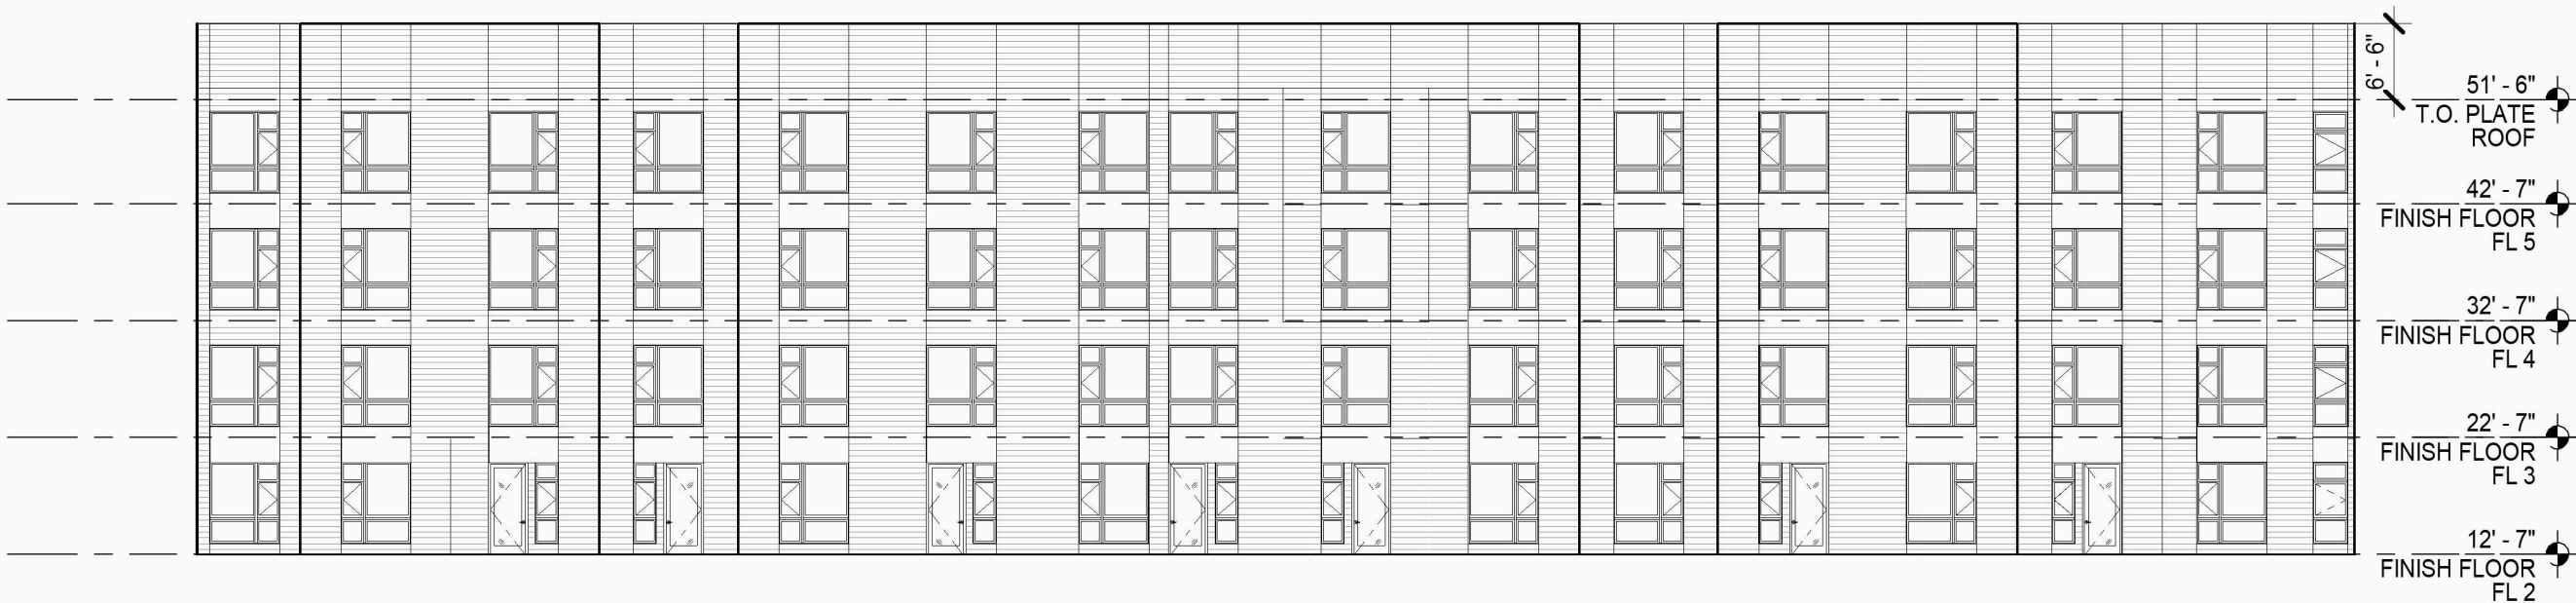 6' - 6"
51' - 6"
T.O. PLATE
ROOF
42' - 7"
FINISH FLOOR
FL 5
32' - 7"
FINISH FLOOR
FL 4
22' - 7"
FINISH FLOOR
FL 3
12' - 7"
FINISH FLOOR
FL 2